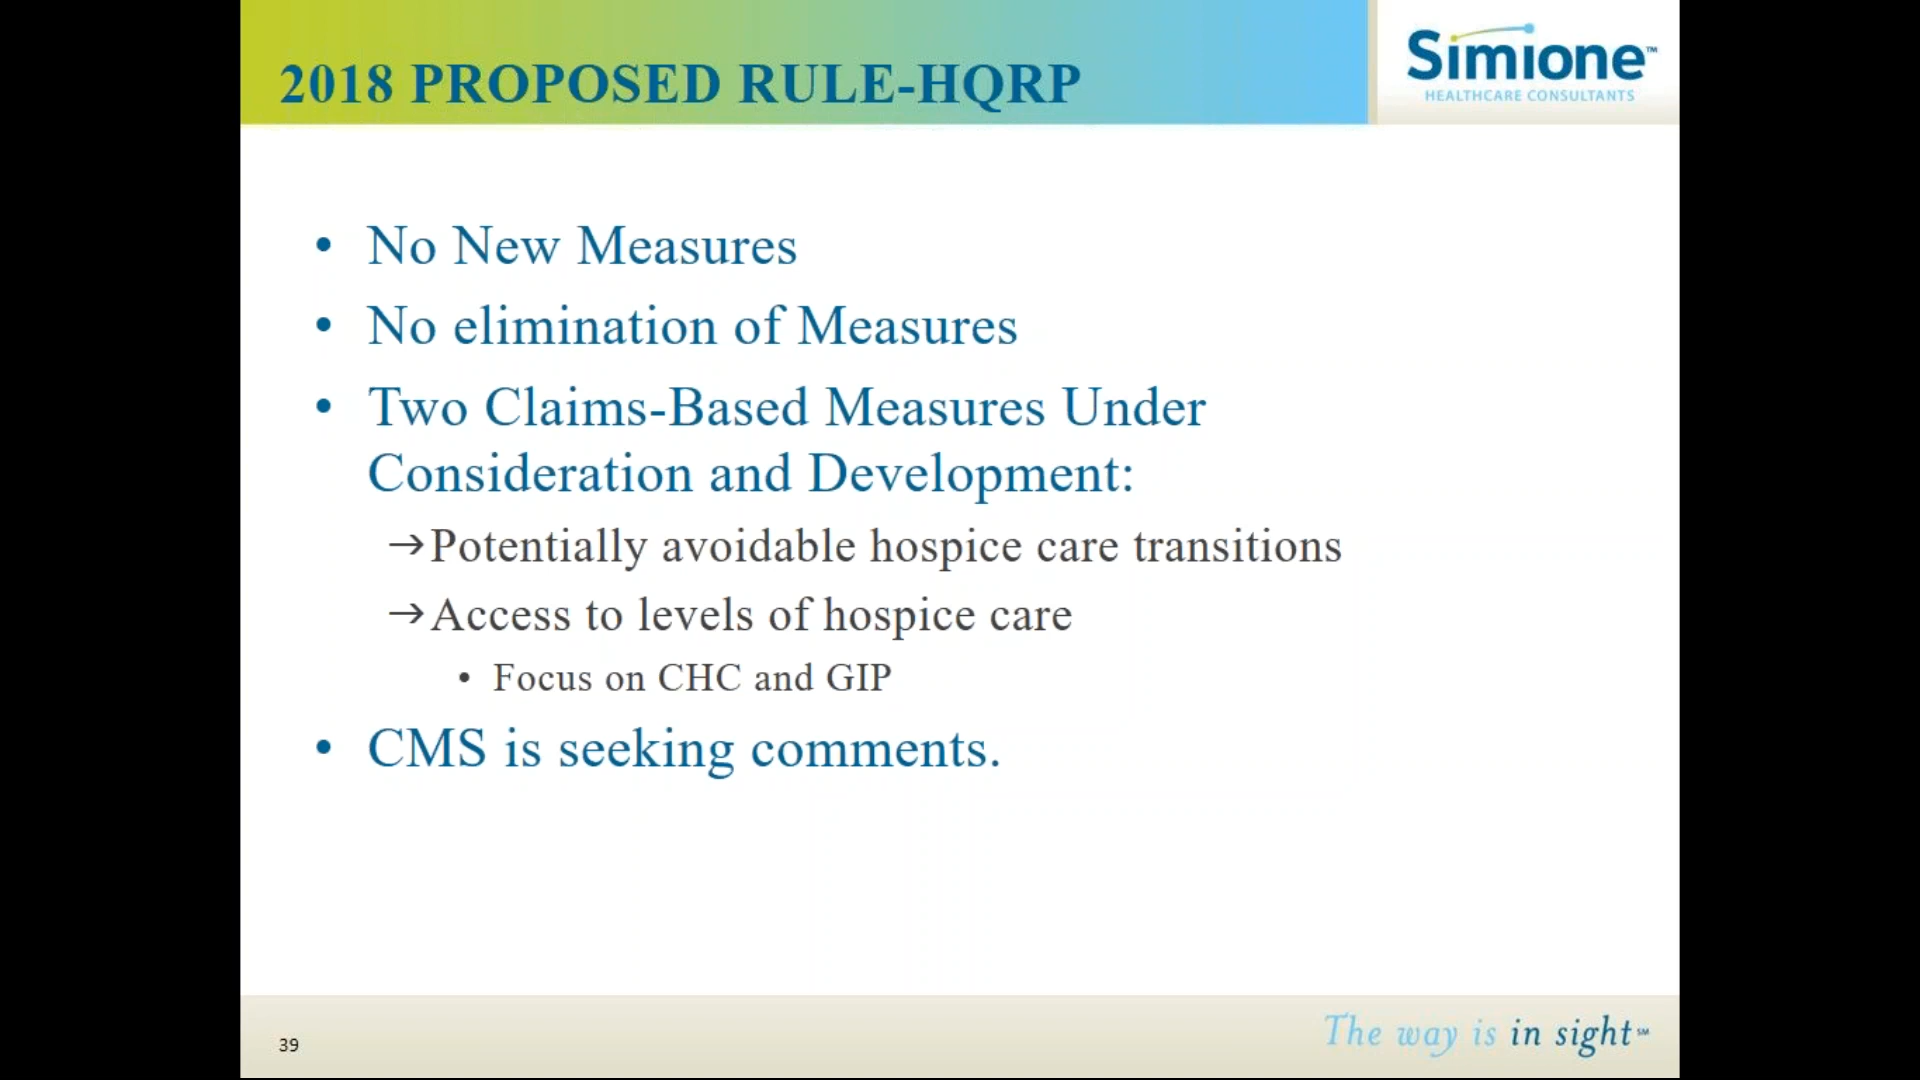 2018 PROPOSED RULE-HQRP
Simione™
HEALTHCARE CONSULTANTS
• No New Measures
• No elimination of Measures
• Two Claims-Based Measures Under
Consideration and Development:
→Potentially avoidable hospice care transitions
→Access to levels of hospice care
• Focus on CHC and GIP
• CMS is seeking comments.
39
The way is in sight℠